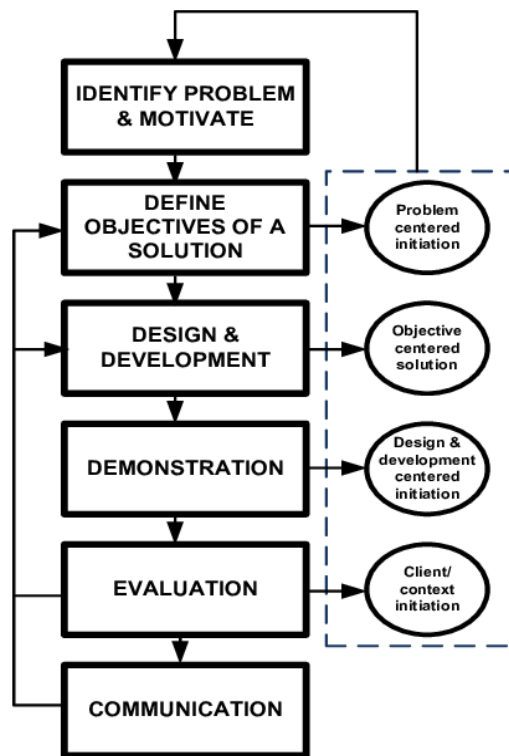 IDENTIFY PROBLEM
& MOTIVATE
DEFINE
OBJECTIVES OF A
SOLUTION
Problem
centered
initiation
DESIGN &
DEVELOPMENT
Objective
centered
solution
DEMONSTRATION
Design &
development
centered
initiation
EVALUATION
Client/
context
initiation
COMMUNICATION